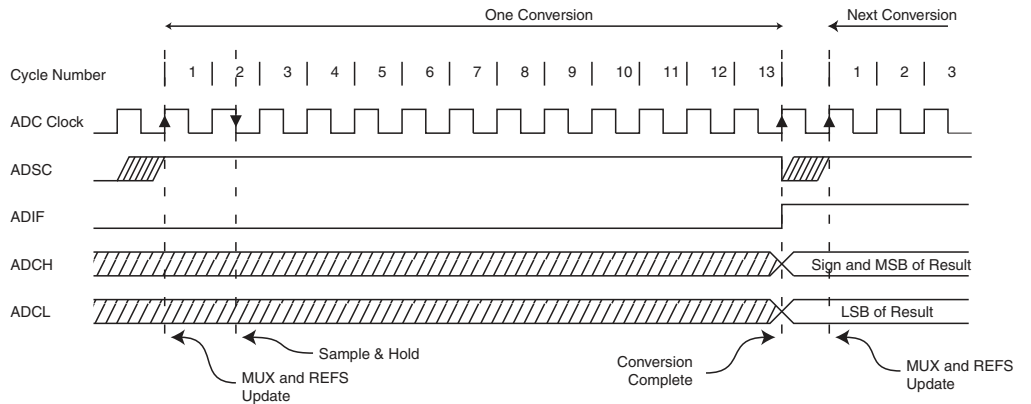 One Conversion
Next Conversion
Cycle Number 1 2 3 4 5 6 7 8 9 10 11 12 13 1 2 3
ADC Clock
ADSC
ADIF
ADCH
Sign and MSB of Result
ADCL
LSB of Result
Sample & Hold
MUX and REFS
Update
Conversion
Complete
MUX and REFS
Update